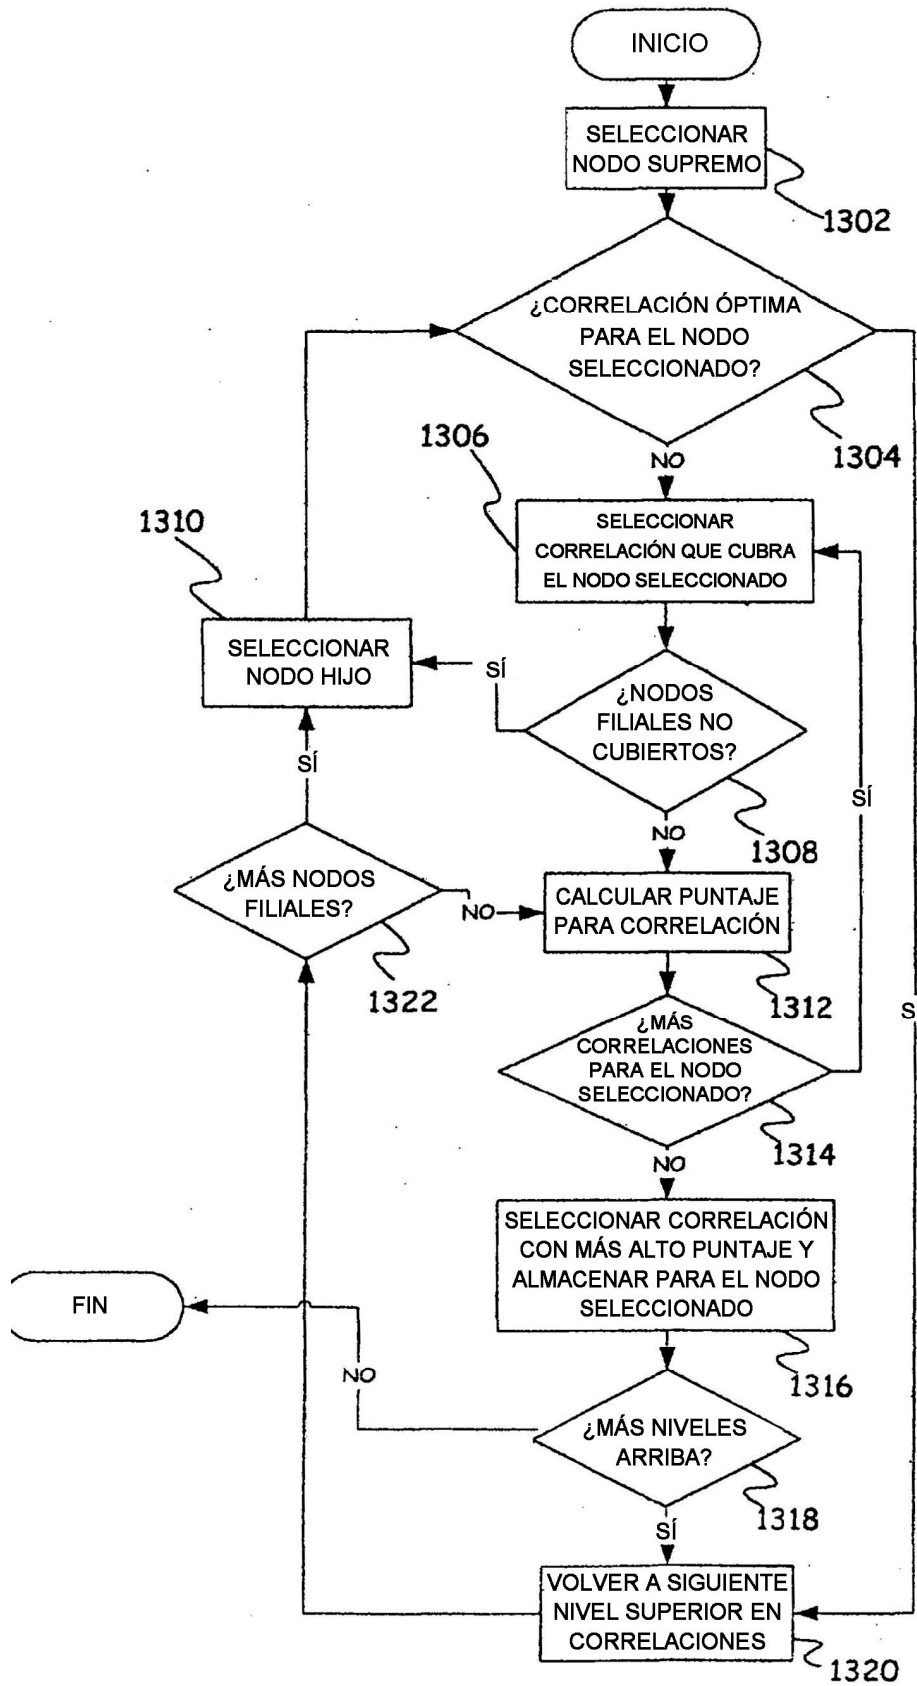 INICIO
SELECCIONAR
NODO SUPREMO
1302
¿CORRELACIÓN ÓPTIMA
PARA EL NODO
SELECCIONADO?
1304
NO
1306
SELECCIONAR
CORRELACIÓN QUE CUBRA
EL NODO SELECCIONADO
1310
SELECCIONAR
NODO HIJO
SÍ
¿NODOS
FILIALES NO
CUBIERTOS?
1308
SÍ
SÍ
NO
¿MÁS NODOS
FILIALES?
1322
NO
CALCULAR PUNTAJE
PARA CORRELACIÓN
1312
S
¿MÁS
CORRELACIONES
PARA EL NODO
SELECCIONADO?
1314
NO
SELECCIONAR CORRELACIÓN
CON MÁS ALTO PUNTAJE Y
ALMACENAR PARA EL NODO
SELECCIONADO
1316
FIN
NO
¿MÁS NIVELES
ARRIBA?
1318
SÍ
VOLVER A SIGUIENTE
NIVEL SUPERIOR EN
CORRELACIONES
1320